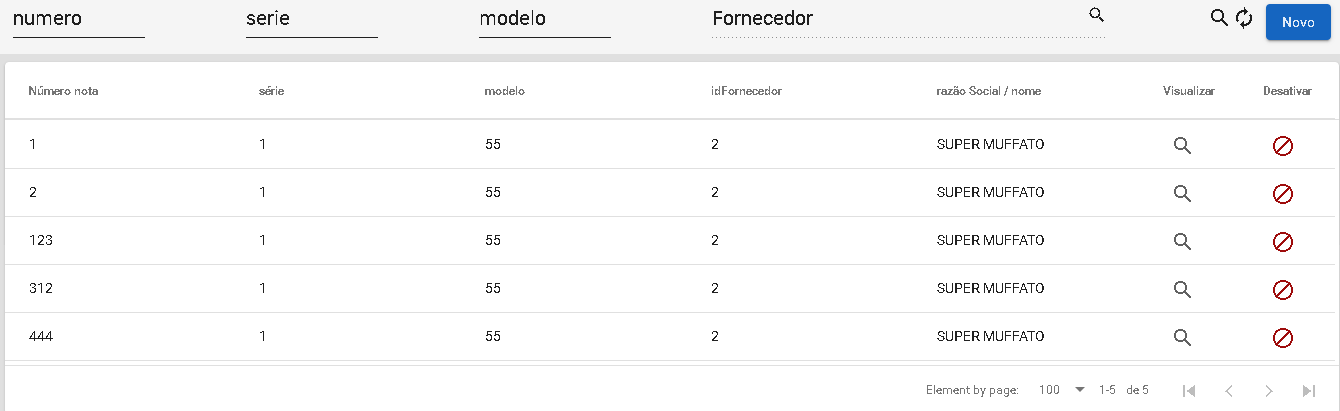 numero serie modelo Fornecedor Novo
Número nota série modelo idFornecedor razão Social / nome Visualizar Desativar
1 1 55 2 SUPER MUFFATO
2 1 55 2 SUPER MUFFATO
123 1 55 2 SUPER MUFFATO
312 1 55 2 SUPER MUFFATO
444 1 55 2 SUPER MUFFATO
Element by page: 100 1-5 de 5